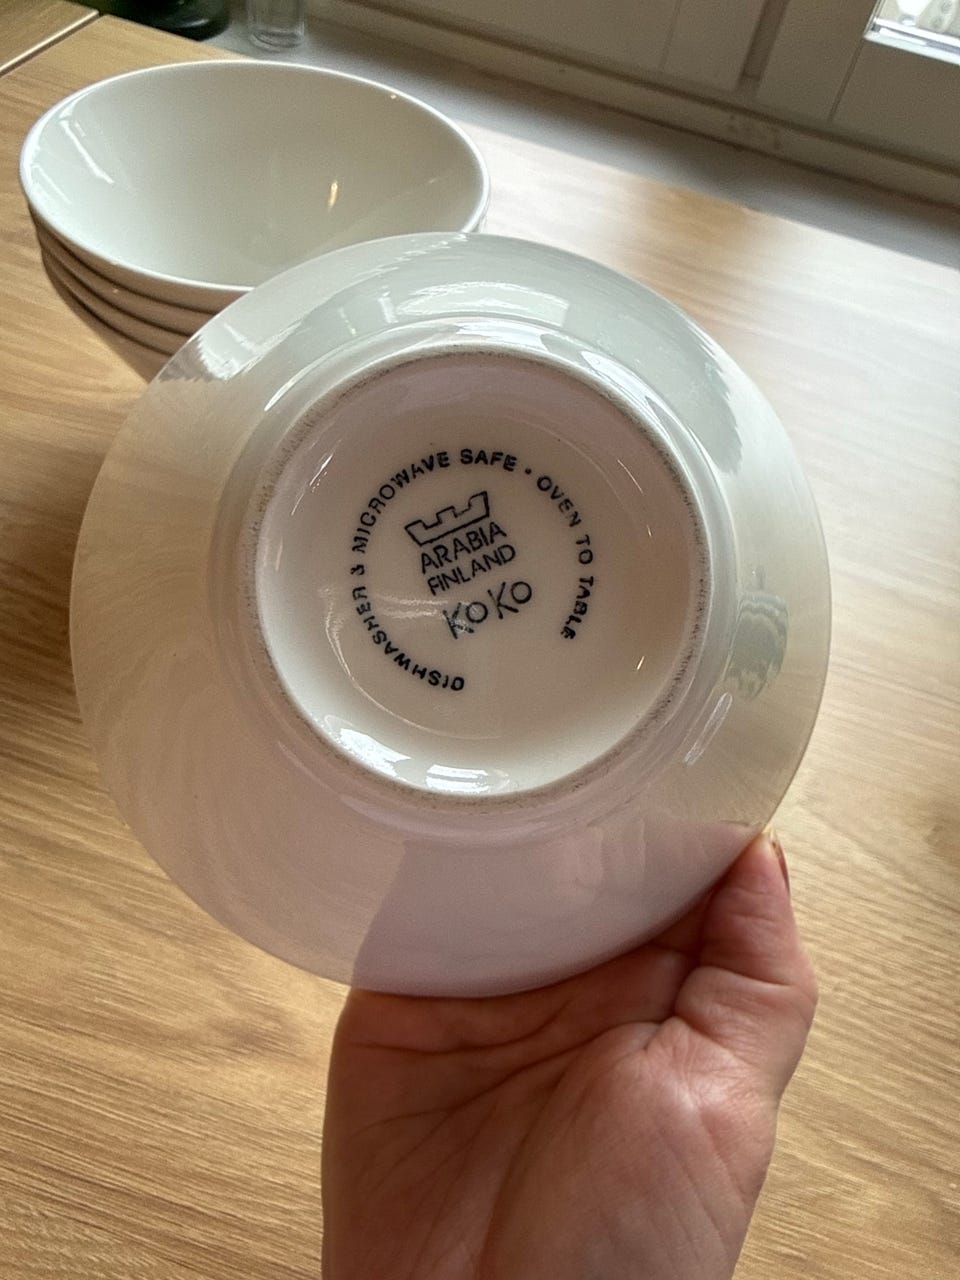 DISHWASHER & MICROWAVE SAFE • OVEN TO TABLE
ARABIA
FINLAND
KOKO